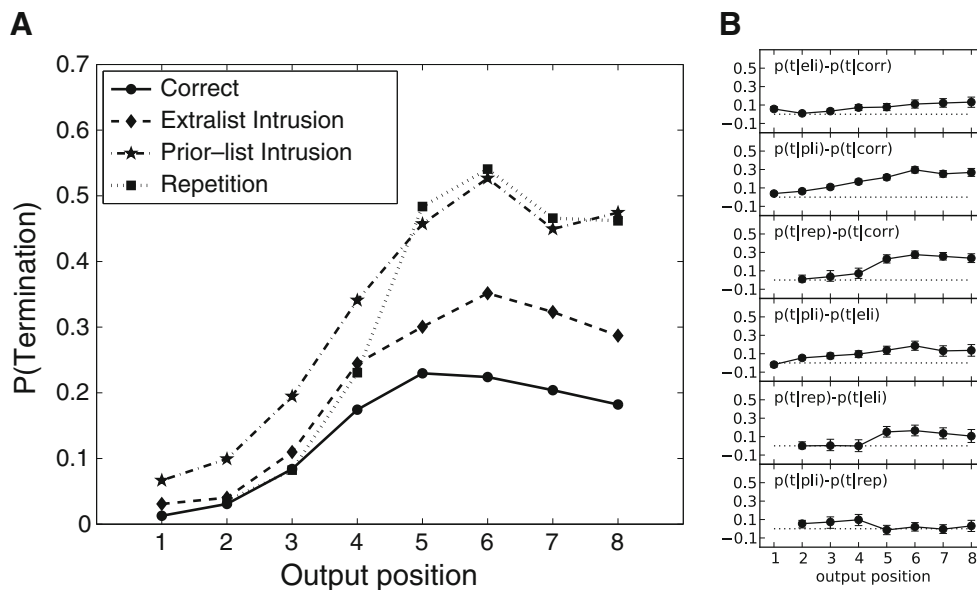 A
P(Termination)
0.7
0.6
0.5
0.4
0.3
0.2
0.1
0
Correct
Extralist Intrusion
Prior–list Intrusion
Repetition
1 2 3 4 5 6 7 8
Output position
B
p(t|eli)-p(t|corr)
0.5
0.3
0.1
−0.1
p(t|pli)-p(t|corr)
0.5
0.3
0.1
−0.1
p(t|rep)-p(t|corr)
0.5
0.3
0.1
−0.1
p(t|pli)-p(t|eli)
0.5
0.3
0.1
−0.1
p(t|rep)-p(t|eli)
0.5
0.3
0.1
−0.1
p(t|pli)-p(t|rep)
0.5
0.3
0.1
−0.1
1 2 3 4 5 6 7 8
output position